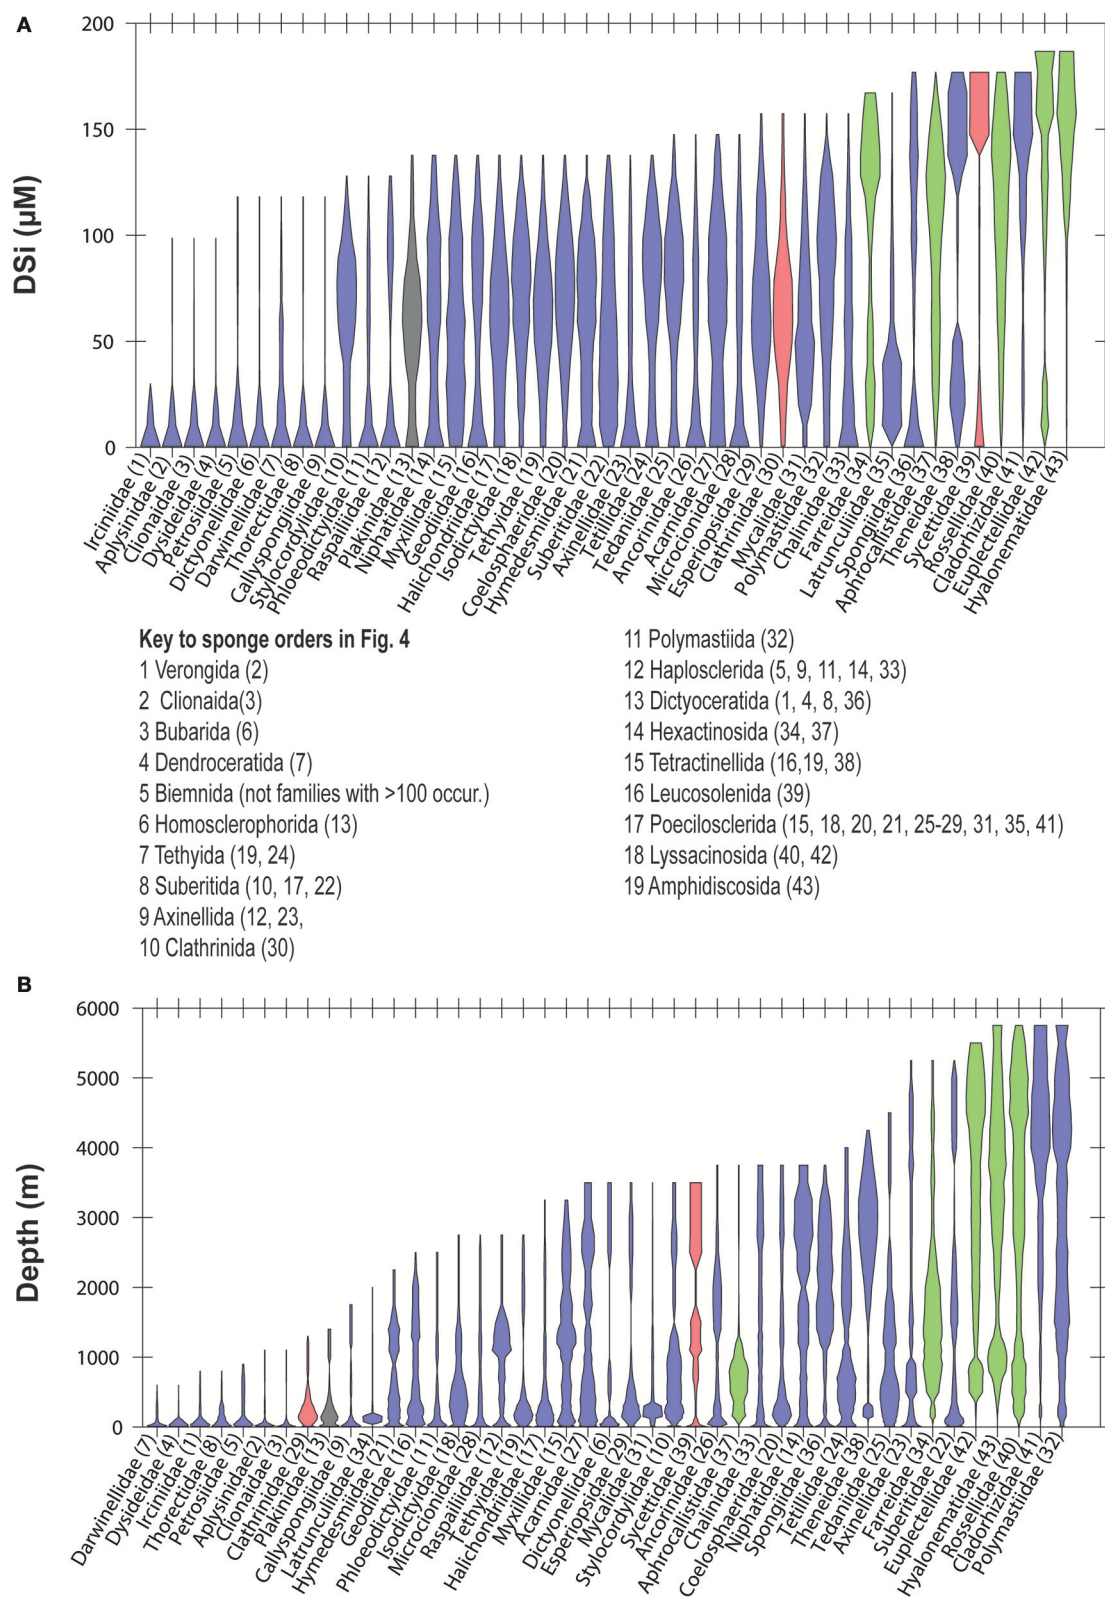 A
200
150
100
50
0
DSi (µM)
Irciniidae (1)
Aplysinidae (2)
Clionaidae (3)
Dysideidae (4)
Petrosiidae (5)
Dictyonellidae (6)
Darwinellidae (7)
Thorectidae (8)
Callyspongiidae (9)
Stylocordylidae (10)
Phloeodictyidae (11)
Raspailiidae (12)
Plakinidae (13)
Niphatidae (14)
Myxillidae (15)
Geodiidae (16)
Halichondriidae (17)
Isodictyidae (18)
Tethyidae (19)
Coelosphaeridae (20)
Hymedesmiidae (21)
Suberitidae (22)
Axinellidae (23)
Tetillidae (24)
Tedaniidae (25)
Ancorinidae (26)
Acarnidae (27)
Microcionidae (28)
Esperiopsidae (29)
Clathrinidae (30)
Mycalidae (31)
Polymastiidae (32)
Chalinidae (33)
Farreidae (34)
Latrunculiidae (35)
Spongiidae (36)
Aphrocallistidae (37)
Theneidae (38)
Sycettidae (39)
Rossellidae (40)
Cladorhizidae (41)
Euplectellidae (42)
Hyalonematidae (43)
Key to sponge orders in Fig. 4
1 Verongida (2)
2 Clionaida(3)
3 Bubarida (6)
4 Dendroceratida (7)
5 Biemnida (not families with >100 occur.)
6 Homosclerophorida (13)
7 Tethyida (19, 24)
8 Suberitida (10, 17, 22)
9 Axinellida (12, 23,
10 Clathrinida (30)
11 Polymastiida (32)
12 Haplosclerida (5, 9, 11, 14, 33)
13 Dictyoceratida (1, 4, 8, 36)
14 Hexactinosida (34, 37)
15 Tetractinellida (16,19, 38)
16 Leucosolenida (39)
17 Poecilosclerida (15, 18, 20, 21, 25-29, 31, 35, 41)
18 Lyssacinosida (40, 42)
19 Amphidiscosida (43)
B
6000
5000
4000
3000
2000
1000
0
Depth (m)
Darwinellidae (7)
Dysideidae (4)
Irciniidae (1)
Thorectidae (8)
Petrosiidae (5)
Aplysinidae (2)
Clionaidae (3)
Clathrinidae (29)
Plakinidae (13)
Callyspongiidae (9)
Latrunculiidae (34)
Hymedesmiidae (21)
Geodiidae (16)
Phloeodictyidae (11)
Isodictyidae (18)
Microcionidae (28)
Raspailiidae (12)
Tethyidae (19)
Halichondriidae (17)
Myxillidae (15)
Acarnidae (27)
Dictyonellidae (6)
Esperiopsidae (29)
Mycalidae (31)
Stylocordylidae (10)
Sycettidae (39)
Ancorinidae (26)
Aphrocallistidae (37)
Chalinidae (33)
Coelosphaeridae (20)
Niphatidae (14)
Spongiidae (36)
Tetillidae (24)
Theneidae (38)
Tedaniidae (25)
Axinellidae (23)
Farreidae (34)
Suberitidae (22)
Euplectellidae (42)
Hyalonematidae (43)
Rossellidae (40)
Cladorhizidae (41)
Polymastiidae (32)